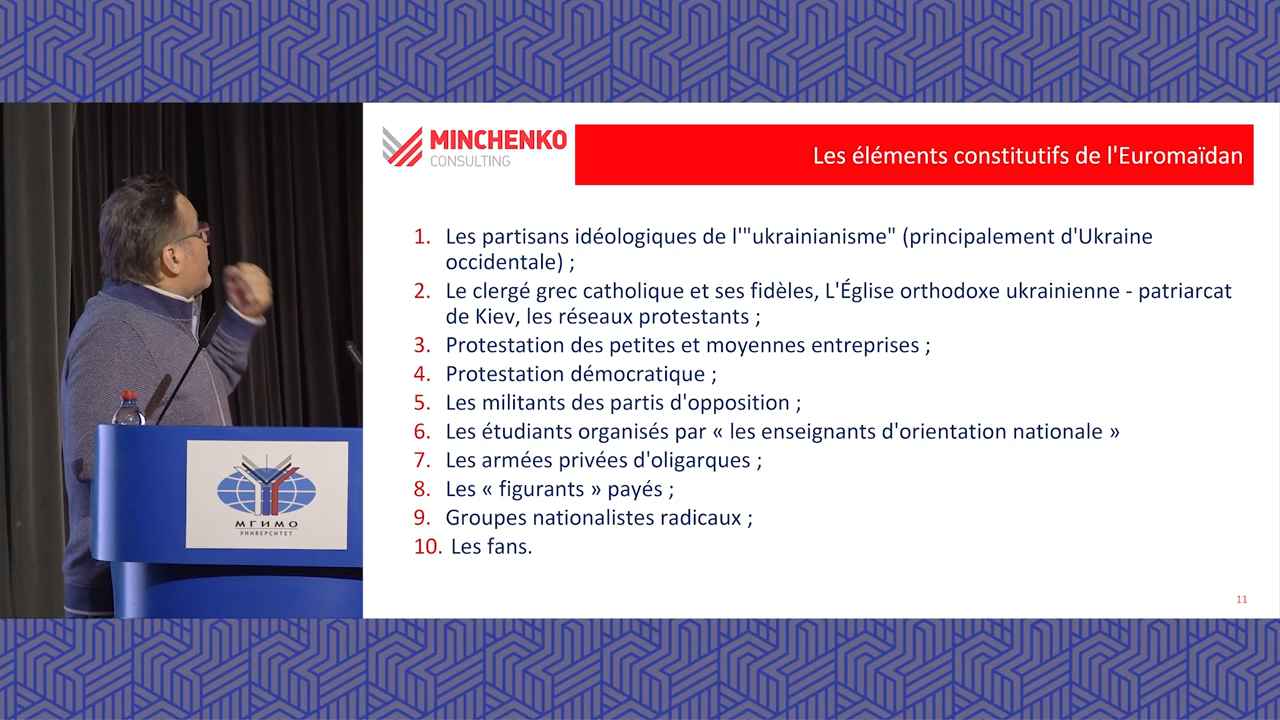 MINCHENKO
CONSULTING
Les éléments constitutifs de l'Euromaïdan
1. Les partisans idéologiques de l'"ukrainianisme" (principalement d'Ukraine
occidentale) ;
2. Le clergé grec catholique et ses fidèles, L'Église orthodoxe ukrainienne - patriarcat
de Kiev, les réseaux protestants ;
3. Protestation des petites et moyennes entreprises ;
4. Protestation démocratique ;
5. Les militants des partis d'opposition ;
6. Les étudiants organisés par « les enseignants d'orientation nationale »
7. Les armées privées d'oligarques ;
8. Les « figurants » payés ;
9. Groupes nationalistes radicaux ;
10. Les fans.
11
МГИМО
УНИВЕРСИТЕТ